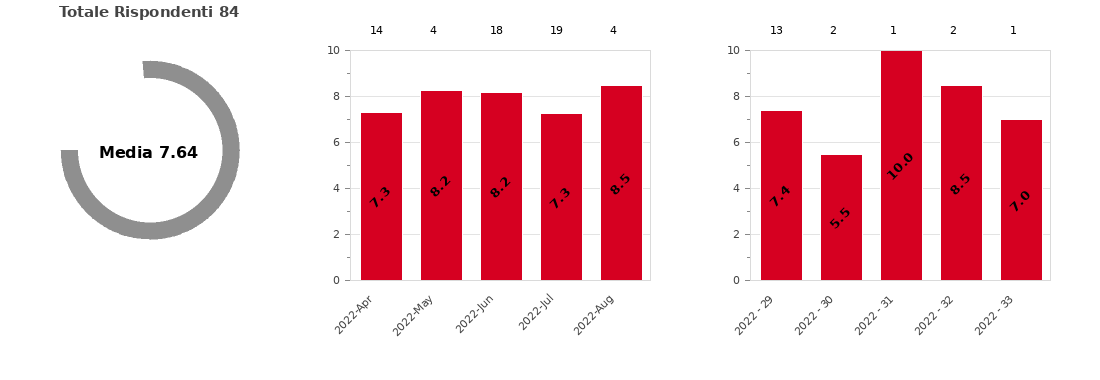 Totale Rispondenti 84
Media 7.64
14 4 18 19 4
10
8
6
4
2
0
7.3 8.2 8.2 7.3 8.5
2022-Apr 2022-May 2022-Jun 2022-Jul 2022-Aug
13 2 1 2 1
10
8
6
4
2
0
7.4 5.5 10.0 8.5 7.0
2022 - 29 2022 - 30 2022 - 31 2022 - 32 2022 - 33